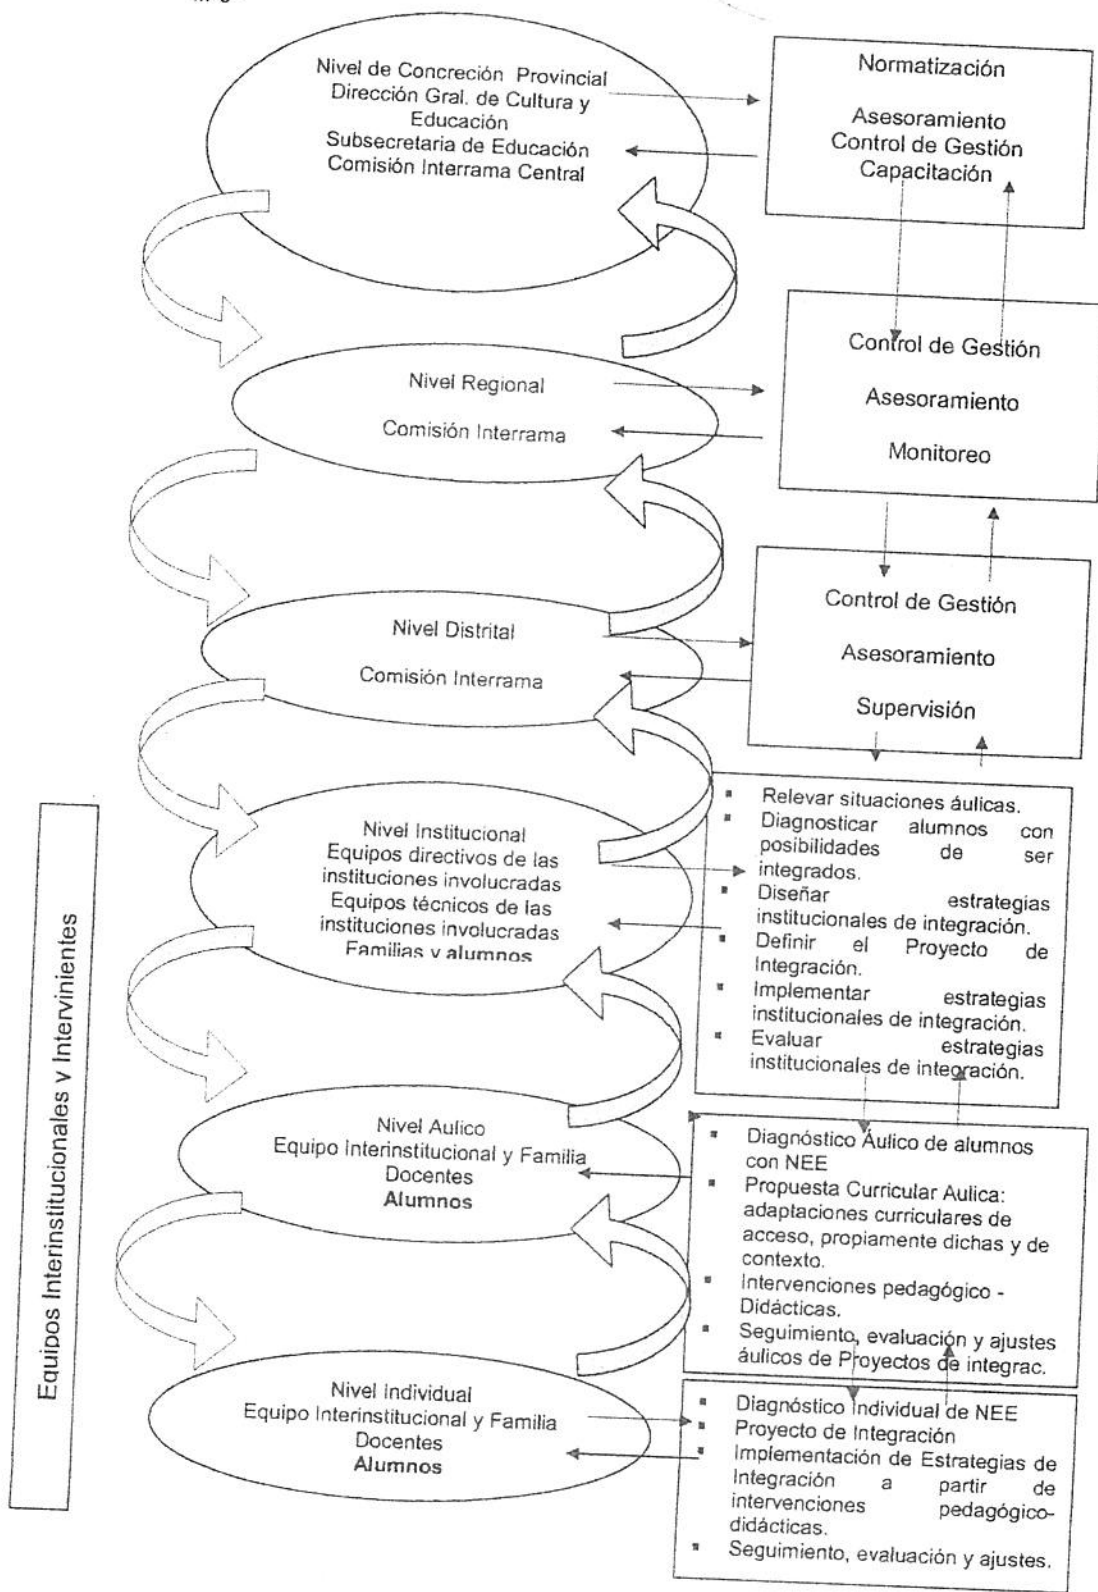 Nivel de Concreción Provincial
Dirección Gral. de Cultura y
Educación
Subsecretaria de Educación
Comisión Interrama Central
Normatización
Asesoramiento
Control de Gestión
Capacitación
Nivel Regional
Comisión Interrama
Control de Gestión
Asesoramiento
Monitoreo
Nivel Distrital
Comisión Interrama
Control de Gestión
Asesoramiento
Supervisión
Equipos Interinstitucionales y Intervinientes
Nivel Institucional
Equipos directivos de las
instituciones involucradas
Equipos técnicos de las
instituciones involucradas
Familias y alumnos
▪ Relevar situaciones áulicas.
▪ Diagnosticar alumnos con
posibilidades de ser
integrados.
▪ Diseñar estrategias
institucionales de integración.
▪ Definir el Proyecto de
Integración.
▪ Implementar estrategias
institucionales de integración.
▪ Evaluar estrategias
institucionales de integración.
Nivel Aulico
Equipo Interinstitucional y Familia
Docentes
Alumnos
▪ Diagnóstico Áulico de alumnos
con NEE
▪ Propuesta Curricular Aulica:
adaptaciones curriculares de
acceso, propiamente dichas y de
contexto.
▪ Intervenciones pedagógico -
Didácticas.
▪ Seguimiento, evaluación y ajustes
áulicos de Proyectos de integrac.
Nivel Individual
Equipo Interinstitucional y Familia
Docentes
Alumnos
▪ Diagnóstico Individual de NEE
▪ Proyecto de Integración
▪ Implementación de Estrategias de
Integración a partir de
intervenciones pedagógico-
didácticas.
▪ Seguimiento, evaluación y ajustes.